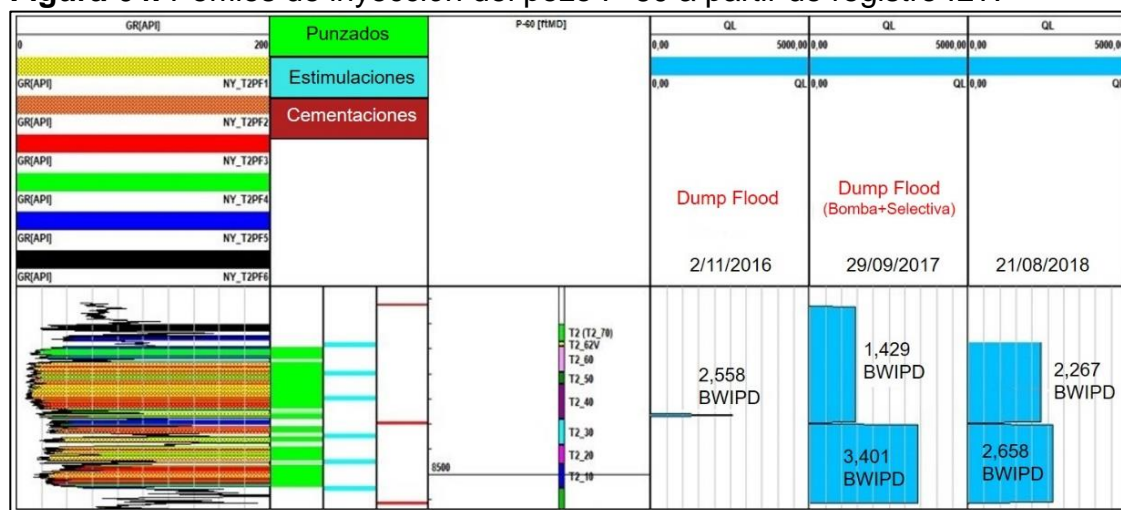 Figura Perfiles de inyección del pozo P-60 a partir de registro ILT.
GR[API]
0 200
GR[API] NY_T2PF1
GR[API] NY_T2PF2
GR[API] NY_T2PF3
GR[API] NY_T2PF4
GR[API] NY_T2PF5
GR[API] NY_T2PF6
Punzados
Estimulaciones
Cementaciones
P-60 [ftMD]
QL
0,00 5000,00
0,00 QL
Dump Flood
2/11/2016
QL
0,00 5000,00
0,00 QL
Dump Flood
(Bomba+Selectiva)
29/09/2017
QL
0,00 5000,
0,00
21/08/2018
T2 (T2_70)
T2_62V
T2_60
T2_50
T2_40
T2_30
T2_20
T2_10
8500
2,558
BWIPD
1,429
BWIPD
3,401
BWIPD
2,267
BWIPD
2,658
BWIPD